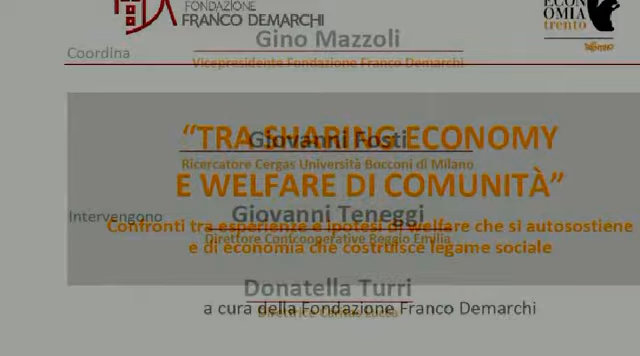 FONDAZIONE
FRANCO DEMARCHI
ECON
OMIA
trento
Gino Mazzoli
Coordina
Vicepresidente Fondazione Franco Demarchi
“TRA SHARING ECONOMY
Giovanni Fosti
Ricercatore Cergas Università Bocconi di Milano
E WELFARE DI COMUNITÀ”
Intervengono
Giovanni Teneggi
Confronti tra esperienze e ipotesi di welfare che si autosostiene
Direttore Confcooperative Reggio Emilia
e di economia che costruisce legame sociale
Donatella Turri
a cura della Fondazione Franco Demarchi